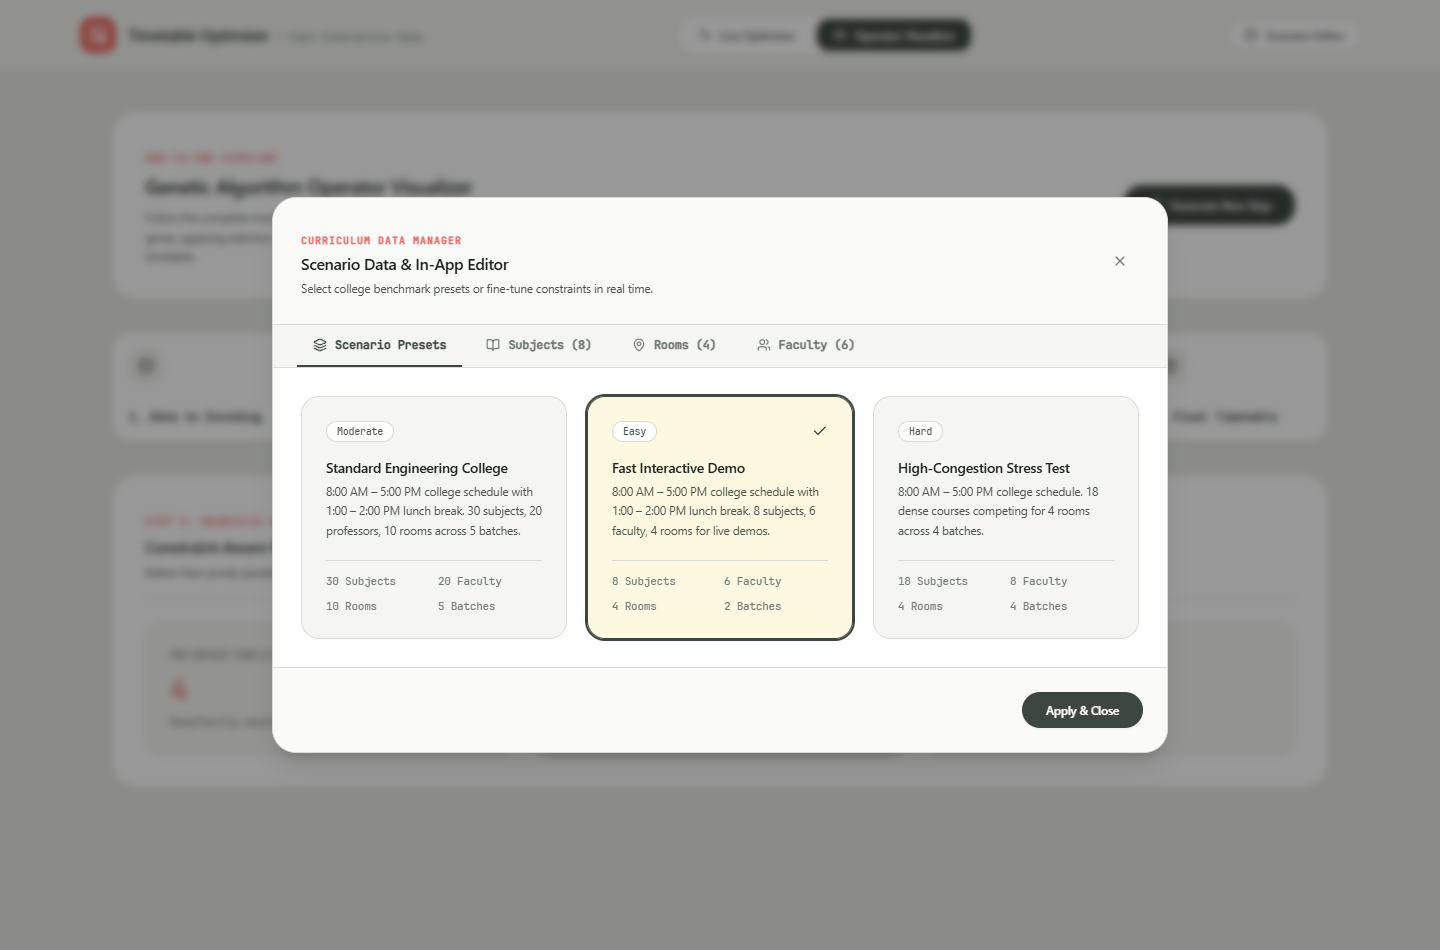 Timetable Optimizer
Live Optimizer
Operator Visualizer
Scenario Editor
Genetic Algorithm Operator Visualizer
CURRICULUM DATA MANAGER
Scenario Data & In-App Editor
Select college benchmark presets or fine-tune constraints in real time.
Scenario Presets
Subjects (8)
Rooms (4)
Faculty (6)
Moderate
Standard Engineering College
8:00 AM – 5:00 PM college schedule with
1:00 – 2:00 PM lunch break. 30 subjects, 20
professors, 10 rooms across 5 batches.
30 Subjects
20 Faculty
10 Rooms
5 Batches
Easy
Fast Interactive Demo
8:00 AM – 5:00 PM college schedule with
1:00 – 2:00 PM lunch break. 8 subjects, 6
faculty, 4 rooms for live demos.
8 Subjects
6 Faculty
4 Rooms
2 Batches
Hard
High-Congestion Stress Test
8:00 AM – 5:00 PM college schedule. 18
dense courses competing for 4 rooms
across 4 batches.
18 Subjects
8 Faculty
4 Rooms
4 Batches
4
Apply & Close